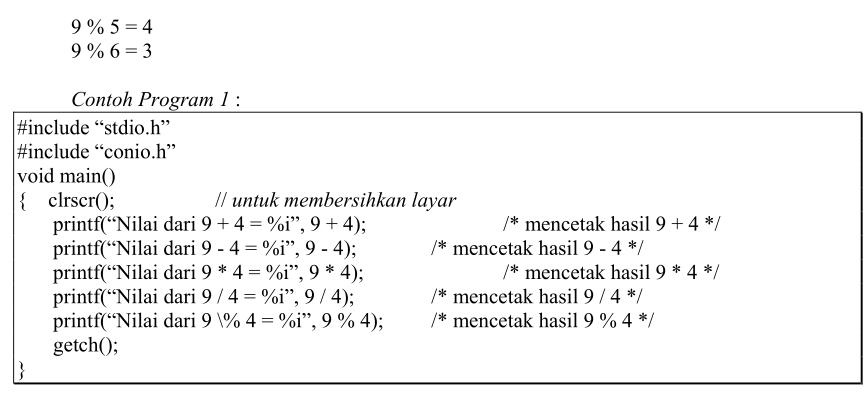 9 % 5 = 4
9 % 6 = 3
Contoh Program 1 :
#include “stdio.h”
#include “conio.h”
void main()
{ clrscr(); // untuk membersihkan layar
printf(“Nilai dari 9 + 4 = %i”, 9 + 4); /* mencetak hasil 9 + 4 */
printf(“Nilai dari 9 - 4 = %i”, 9 - 4); /* mencetak hasil 9 - 4 */
printf(“Nilai dari 9 * 4 = %i”, 9 * 4); /* mencetak hasil 9 * 4 */
printf(“Nilai dari 9 / 4 = %i”, 9 / 4); /* mencetak hasil 9 / 4 */
printf(“Nilai dari 9 \% 4 = %i”, 9 % 4); /* mencetak hasil 9 % 4 */
getch();
}